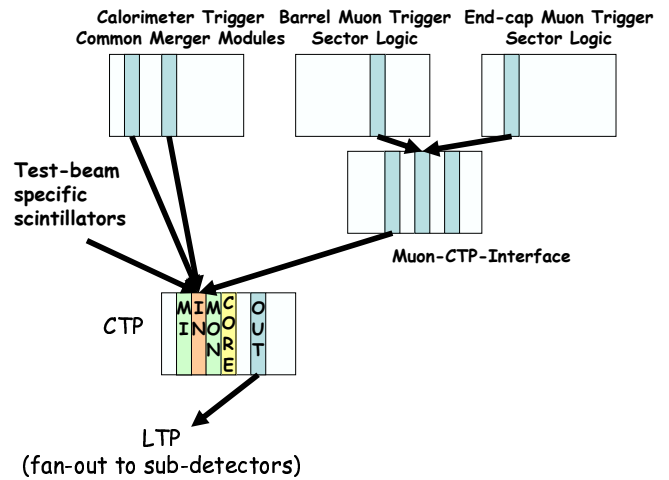 Calorimeter Trigger
Common Merger Modules
Barrel Muon Trigger
Sector Logic
End-cap Muon Trigger
Sector Logic
Test-beam
specific
scintillators
Muon-CTP-Interface
CTP
MI
IN
MON
CORE
OUT
LTP
(fan-out to sub-detectors)